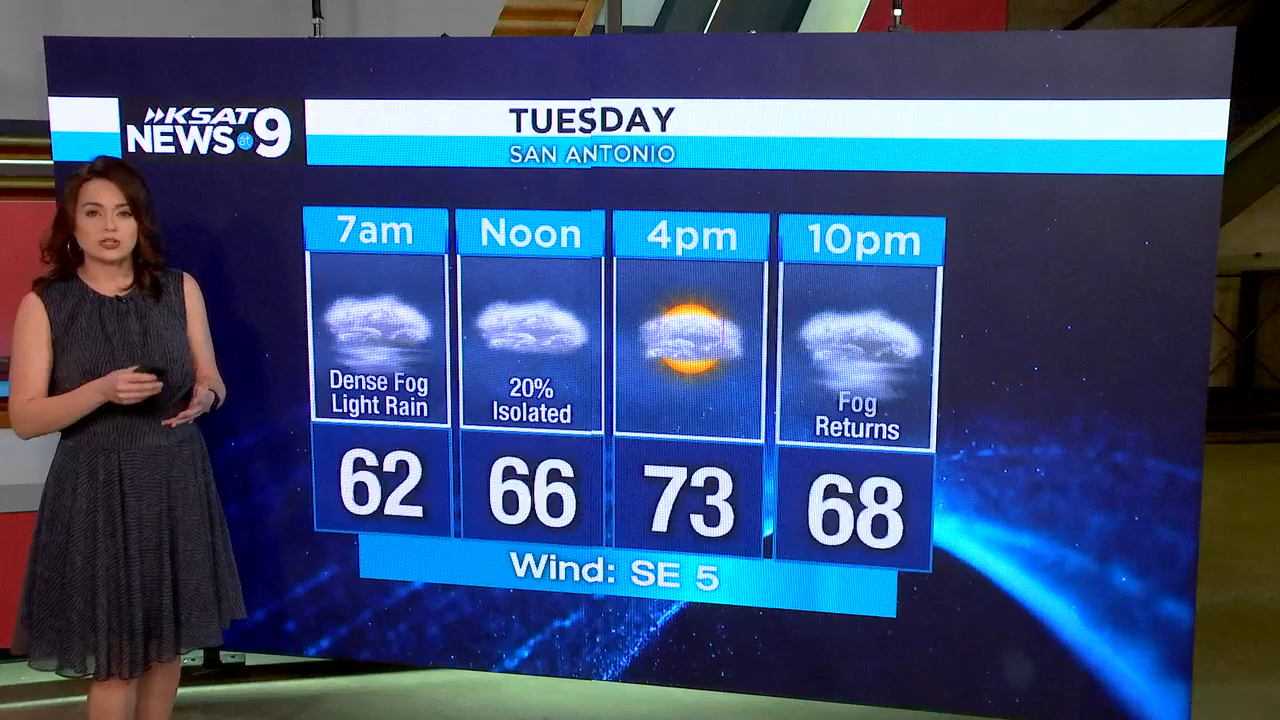 KSAT
NEWS at 9
TUESDAY
SAN ANTONIO
7am
Noon
4pm
10pm
Dense Fog
Light Rain
20%
Isolated
Fog
Returns
62
66
73
68
Wind: SE 5